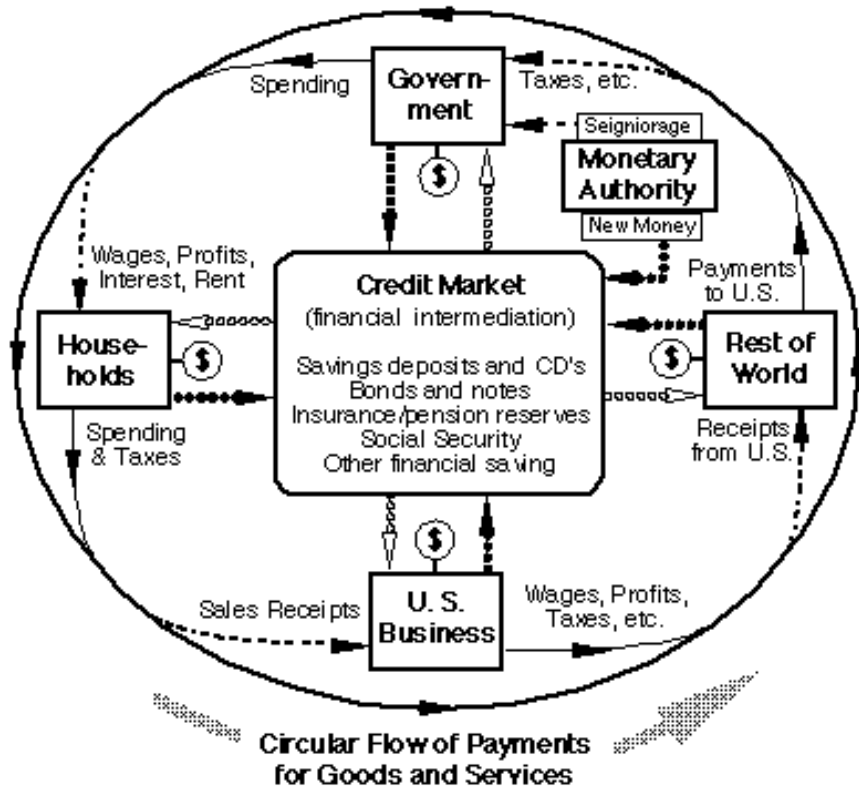 Govern-
ment
Spending
Taxes, etc.
$
Seigniorage
Monetary
Authority
New Money
Wages, Profits,
Interest, Rent
Credit Market
(financial intermediation)
Savings deposits and CD's
Bonds and notes
Insurance/pension reserves
Social Security
Other financial saving
Payments
to U.S.
House-
holds
$
$
Rest of
World
Spending
& Taxes
Receipts
from U.S.
$
Sales Receipts
U. S.
Business
Wages, Profits,
Taxes, etc.
Circular Flow of Payments
for Goods and Services